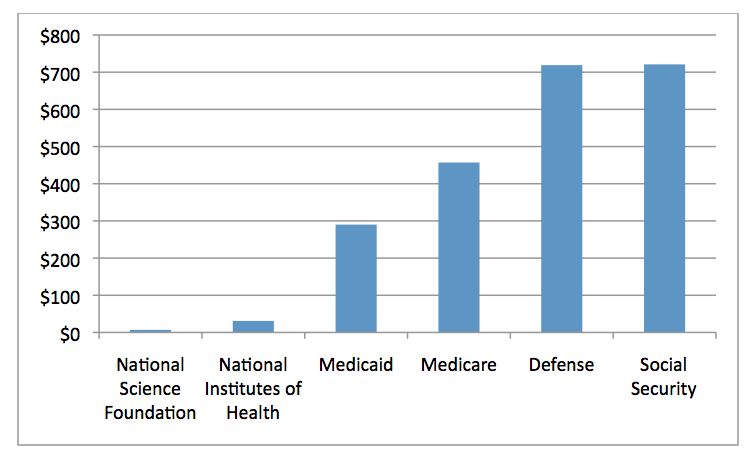 $800
$700
$600
$500
$400
$300
$200
$100
$0
National Science Foundation
National Institutes of Health
Medicaid
Medicare
Defense
Social Security